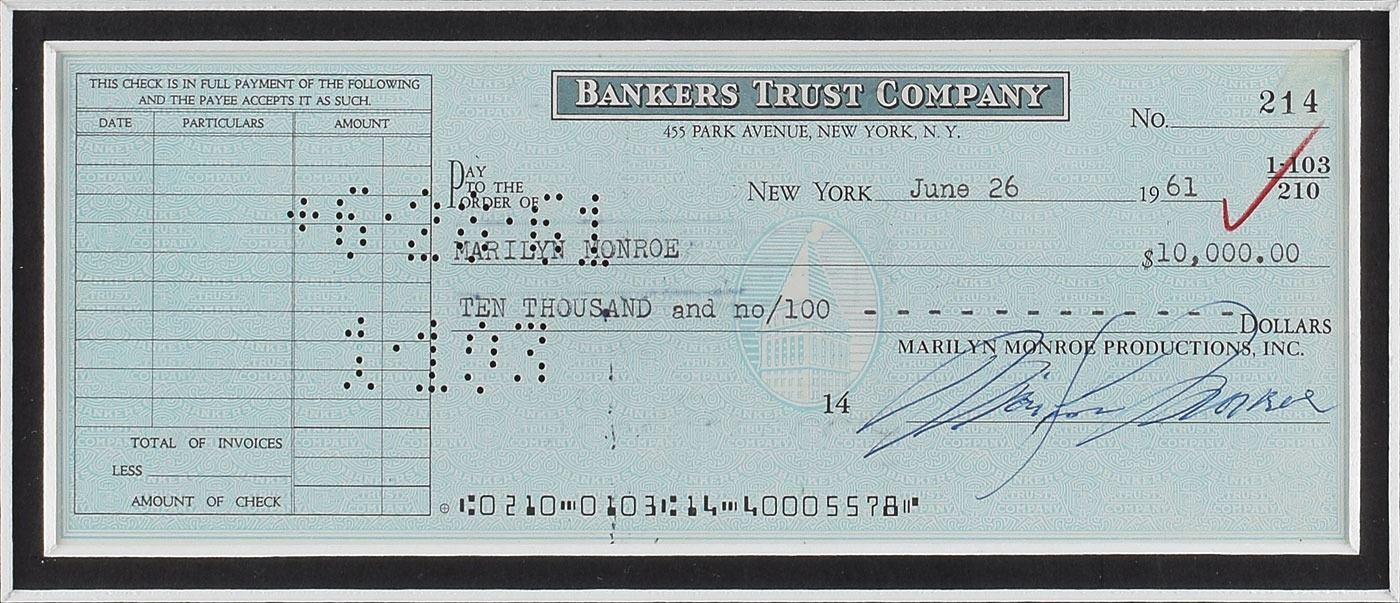 THIS CHECK IS IN FULL PAYMENT OF THE FOLLOWING
AND THE PAYEE ACCEPTS IT AS SUCH.
DATE PARTICULARS AMOUNT
TOTAL OF INVOICES
LESS
AMOUNT OF CHECK
BANKERS TRUST COMPANY
455 PARK AVENUE, NEW YORK, N. Y.
No. 214
1-103
210
PAY
TO THE
ORDER OF
NEW YORK June 26 1961
MARILYN MONROE $10,000.00
TEN THOUSAND and no/100 - - - - - - - - - - - - - DOLLARS
MARILYN MONROE PRODUCTIONS, INC.
14 Marilyn Monroe
⑆0210⑉0103⑆14⑉40005578⑈